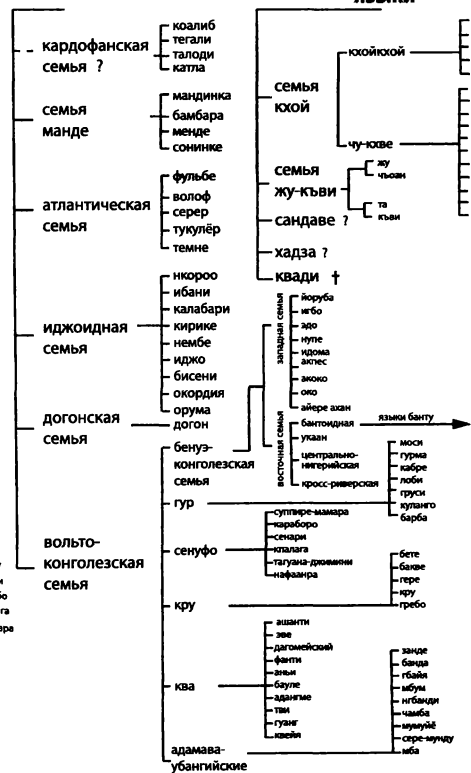 ЯЗЫКИ
кардофанская
семья ?
коалиб
тегали
талоди
катла
семья
манде
мандинка
бамбара
менде
сонинке
атлантическая
семья
фульбе
волоф
серер
тукулёр
темне
иджоидная
семья
нкороо
ибани
калабари
кирике
нембе
иджо
бисени
окордия
орума
догонская
семья
догон
вольто-
конголезская
семья
бенуэ-
конголезская
семья
западная семья
йоруба
игбо
эдо
нупе
идома
акпес
акоко
око
айере ахан
восточная семья
бантоидная
языки банту
укаан
центрально-
нигерийская
кросс-риверская
гур
моси
гурма
кабре
лоби
груси
куланго
барба
сенуфо
суппире-мамара
караборо
сенари
кпалага
тагуана-джимини
нафаанра
кру
бете
бакве
гере
кру
гребо
ква
ашанти
эве
дагомейский
фанти
аньи
бауле
адангме
тви
гуанг
квейя
адамава-
убангийские
занде
банда
гбайя
мбум
нгбанди
чамба
мумуйё
сере-мунду
мба
семья
кхой
кхойкхой
чу-кхве
семья
жу-къви
жу
чъоан
та
къви
сандаве ?
хадза ?
квади †